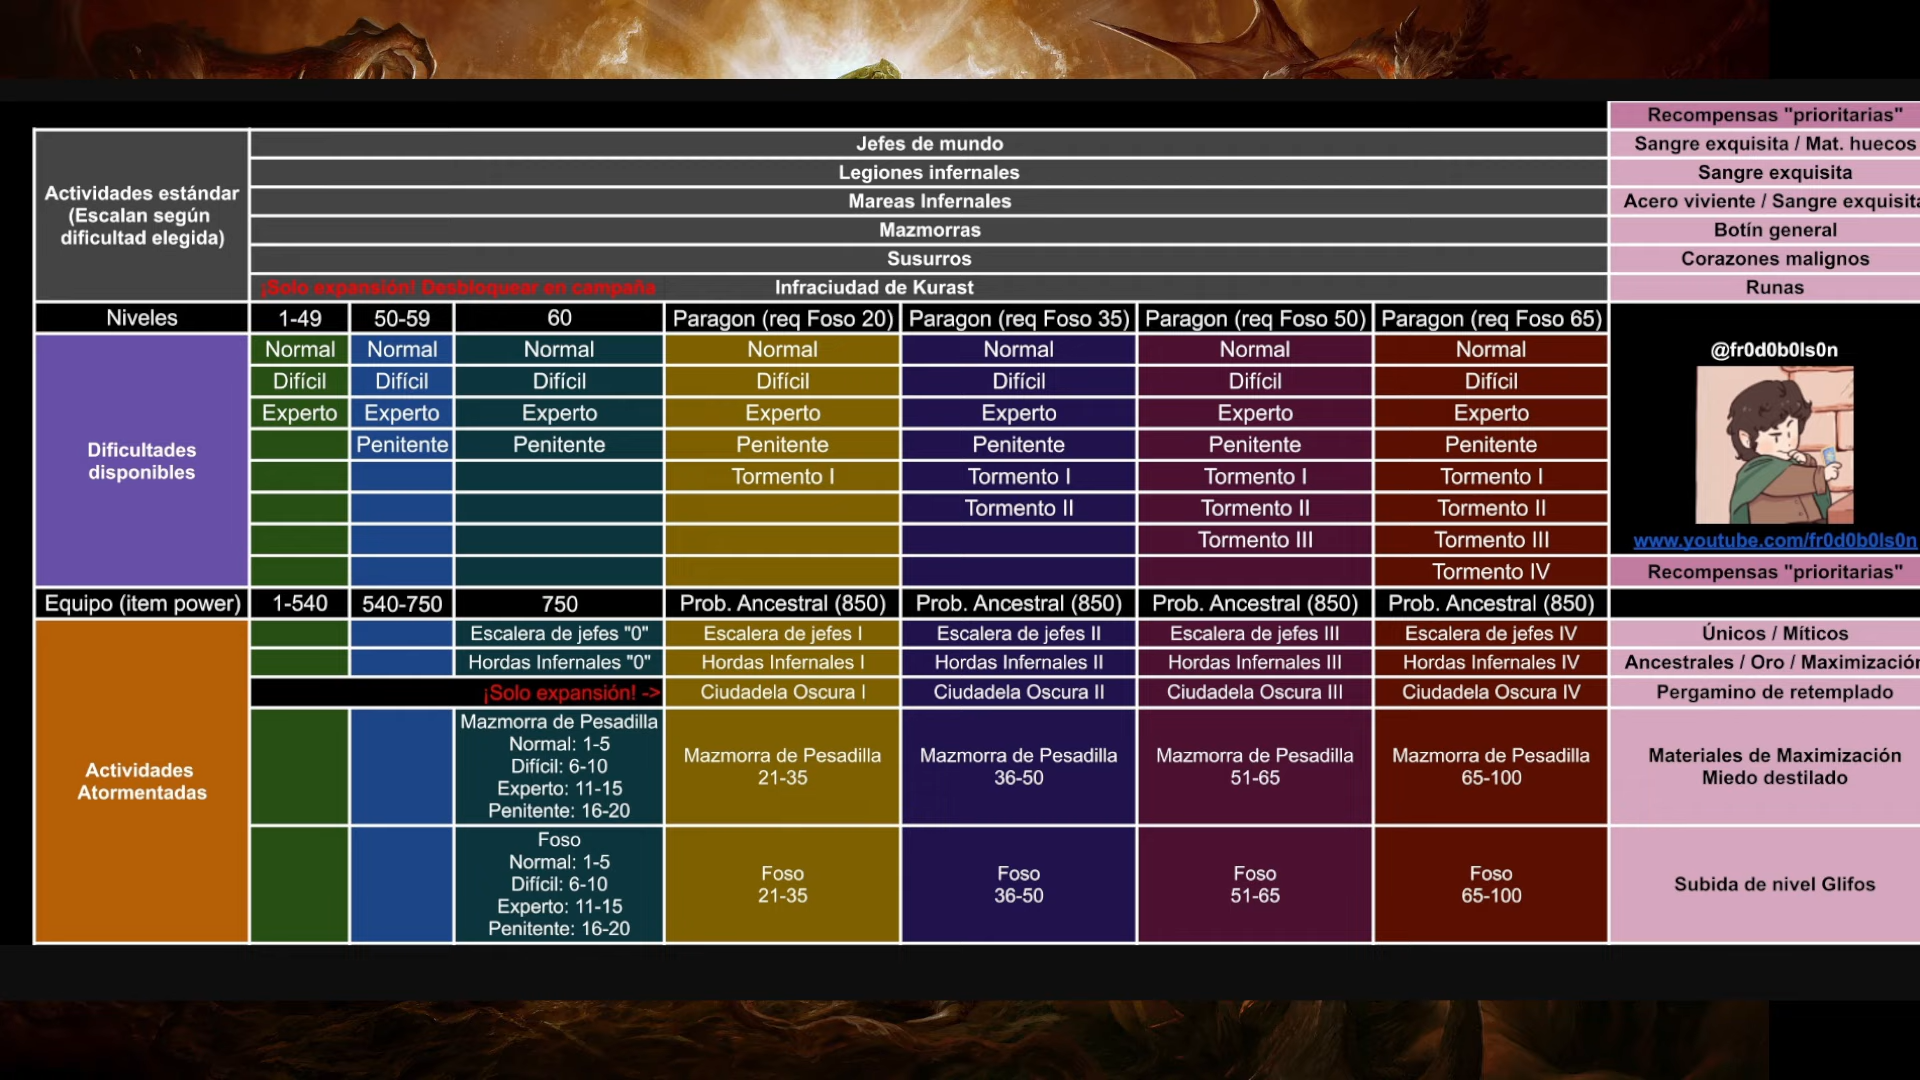 Recompensas "prioritarias"
Actividades estándar
(Escalan según
dificultad elegida)
Jefes de mundo
Sangre exquisita / Mat. huecos
Legiones infernales
Sangre exquisita
Mareas Infernales
Acero viviente / Sangre exquisita
Mazmorras
Botín general
Susurros
Corazones malignos
¡Solo expansión! Desbloquear en campaña
Infraciudad de Kurast
Runas
Niveles
1-49
50-59
60
Paragon (req Foso 20)
Paragon (req Foso 35)
Paragon (req Foso 50)
Paragon (req Foso 65)
Dificultades
disponibles
Normal
Normal
Normal
Normal
Normal
Normal
Normal
Difícil
Difícil
Difícil
Difícil
Difícil
Difícil
Difícil
Experto
Experto
Experto
Experto
Experto
Experto
Experto
Penitente
Penitente
Penitente
Penitente
Penitente
Penitente
Tormento I
Tormento I
Tormento I
Tormento I
Tormento II
Tormento II
Tormento II
Tormento III
Tormento III
Tormento IV
@fr0d0b0ls0n
www.youtube.com/fr0d0b0ls0n
Recompensas "prioritarias"
Equipo (item power)
1-540
540-750
750
Prob. Ancestral (850)
Prob. Ancestral (850)
Prob. Ancestral (850)
Prob. Ancestral (850)
Actividades
Atormentadas
Escalera de jefes "0"
Escalera de jefes I
Escalera de jefes II
Escalera de jefes III
Escalera de jefes IV
Únicos / Míticos
Hordas Infernales "0"
Hordas Infernales I
Hordas Infernales II
Hordas Infernales III
Hordas Infernales IV
Ancestrales / Oro / Maximización
¡Solo expansión! ->
Ciudadela Oscura I
Ciudadela Oscura II
Ciudadela Oscura III
Ciudadela Oscura IV
Pergamino de retemplado
Mazmorra de Pesadilla
Normal: 1-5
Difícil: 6-10
Experto: 11-15
Penitente: 16-20
Mazmorra de Pesadilla
21-35
Mazmorra de Pesadilla
36-50
Mazmorra de Pesadilla
51-65
Mazmorra de Pesadilla
65-100
Materiales de Maximización
Miedo destilado
Foso
Normal: 1-5
Difícil: 6-10
Experto: 11-15
Penitente: 16-20
Foso
21-35
Foso
36-50
Foso
51-65
Foso
65-100
Subida de nivel Glifos